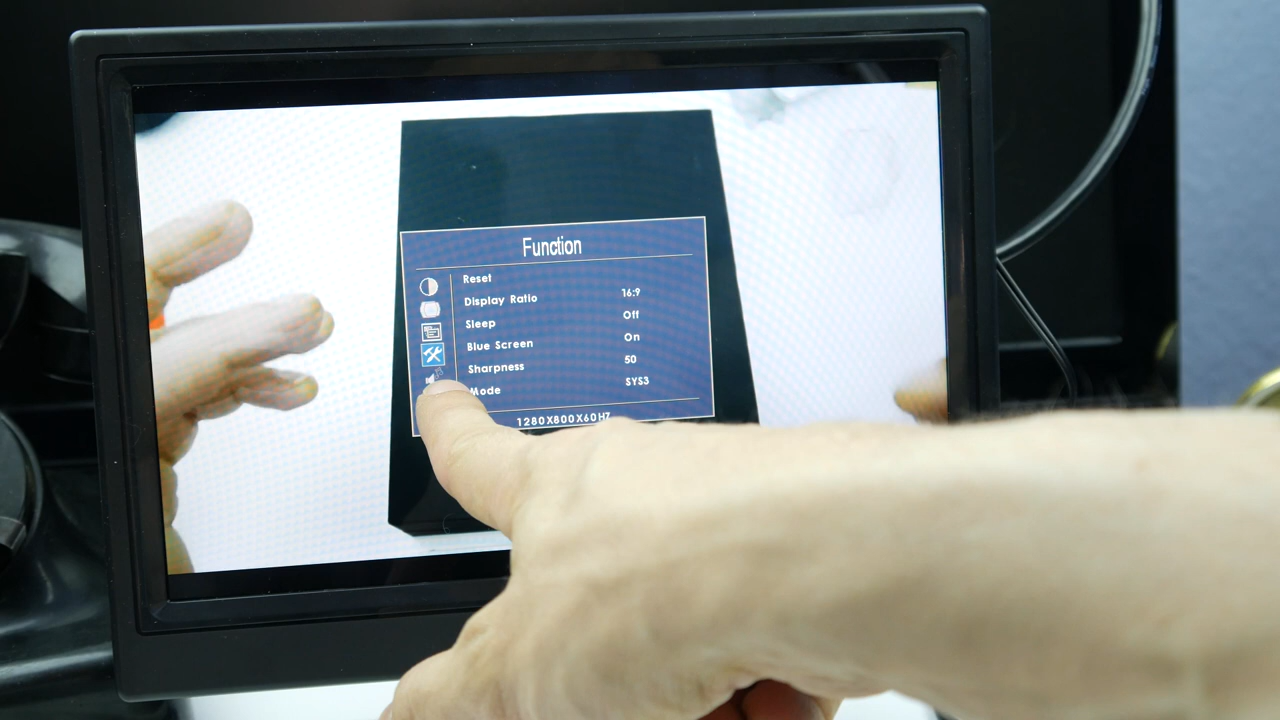 Function
Reset
Display Ratio 16:9
Sleep Off
Blue Screen On
Sharpness 50
Mode SYS3
1280X800X60HZ